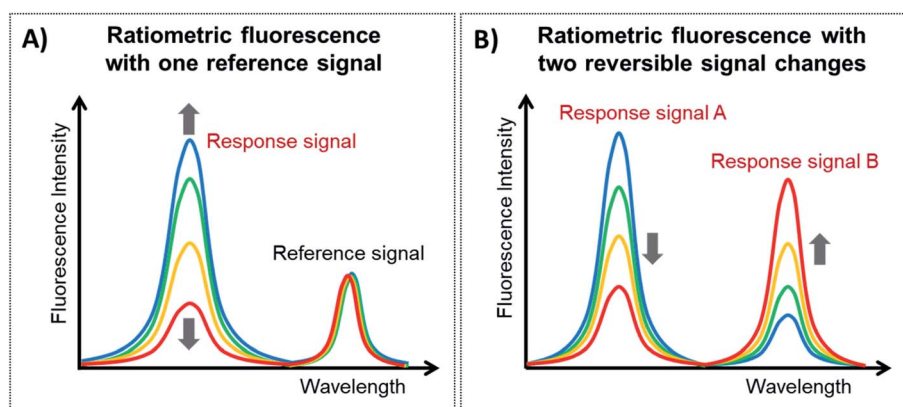 A)
Ratiometric fluorescence
with one reference signal
Fluorescence Intensity
Response signal
Reference signal
Wavelength
B)
Ratiometric fluorescence with
two reversible signal changes
Fluorescence Intensity
Response signal A
Response signal B
Wavelength